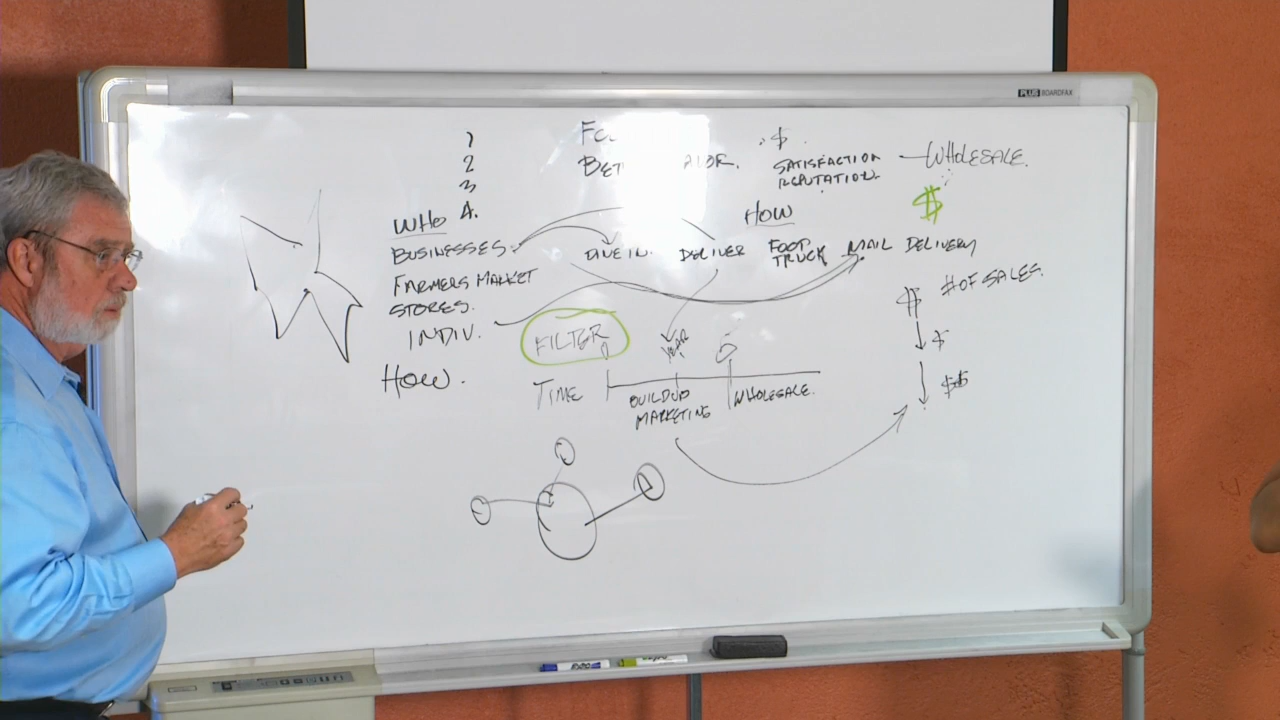 PLUS BOARDFAX
1
2
3
4.
$
SATISFACTION
REPUTATION.
WHOLESALE.
$
WHO
BUSINESSES
FARMERS MARKET
STORES.
INDIV.
HOW.
HOW
DELIVER
FOOD
TRUCK
MAIL DELIVERY
$ # OF SALES.
$
$$
FILTER
TIME
BUILDUP
MARKETING
WHOLESALE.